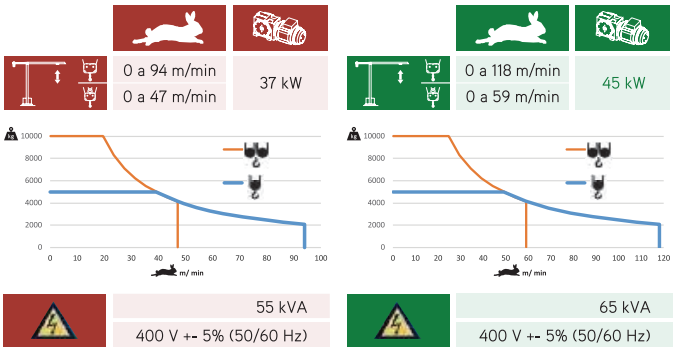 0 a 94 m/min
0 a 47 m/min
37 kW
0 a 118 m/min
0 a 59 m/min
45 kW
kg
10000
8000
6000
4000
2000
0
0 10 20 30 40 50 60 70 80 90 100
m/ min
kg
10000
8000
6000
4000
2000
0
0 10 20 30 40 50 60 70 80 90 100 110 120
m/ min
55 kVA
400 V +- 5% (50/60 Hz)
65 kVA
400 V +- 5% (50/60 Hz)